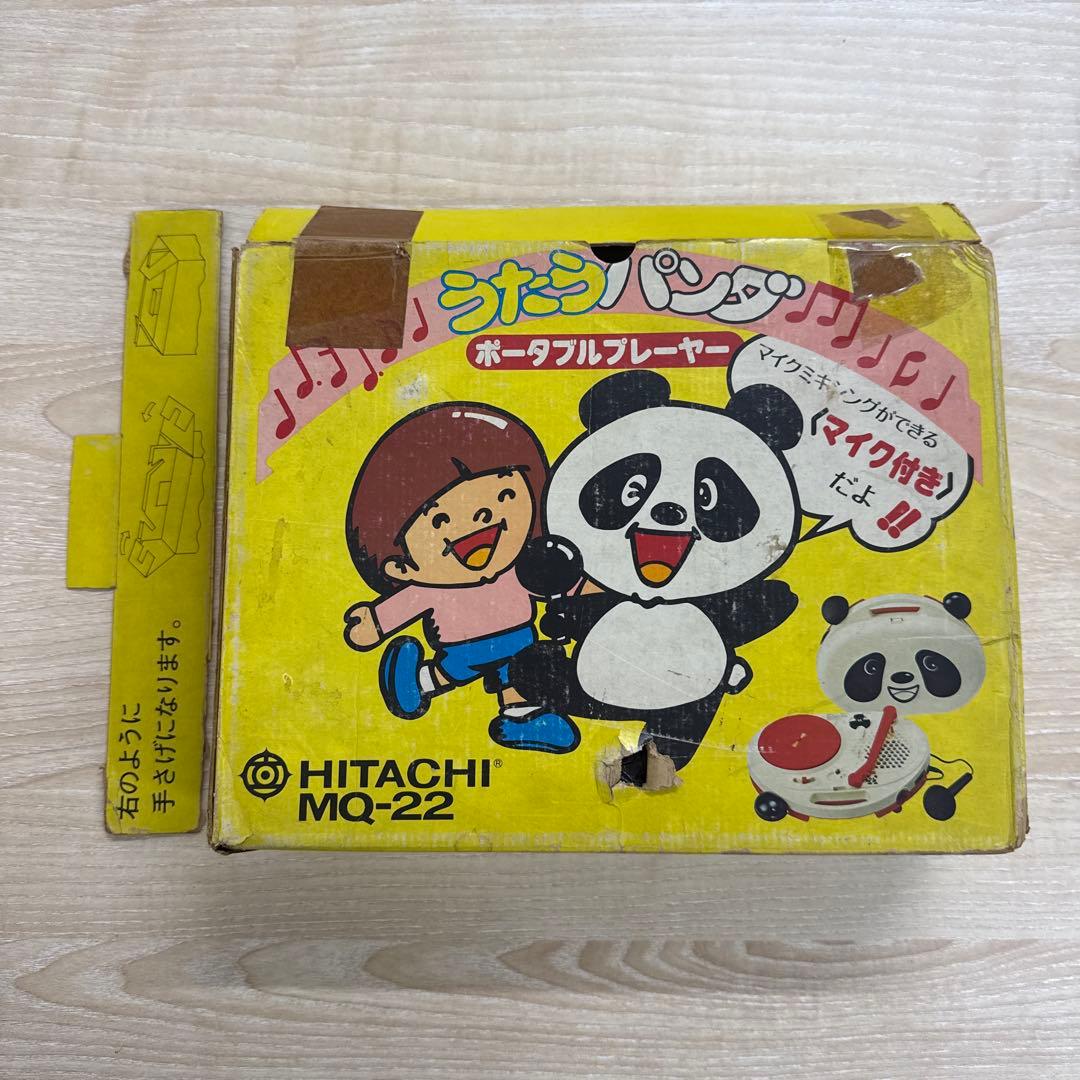 うたうパンダ
ポータブルプレーヤー
マイクミキシングができる
〈マイク付き〉
だよ!!
HITACHI®
MQ-22
右のように
手さげになります。